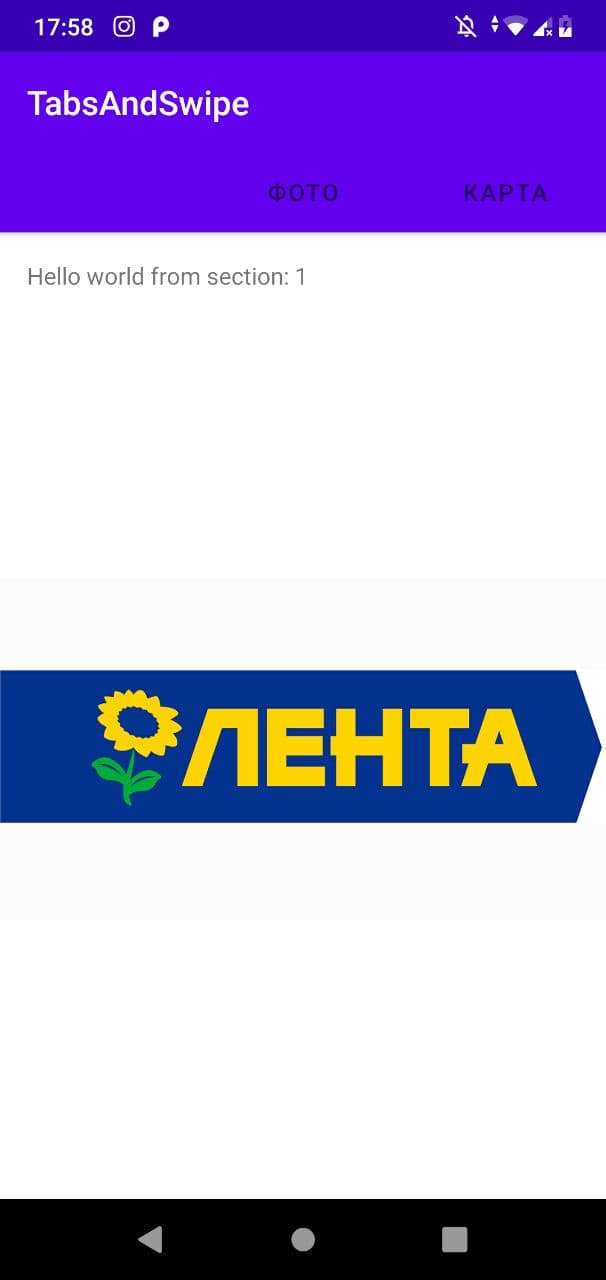 17:58
TabsAndSwipe
ФОТО КАРТА
Hello world from section: 1
ЛЕНТА